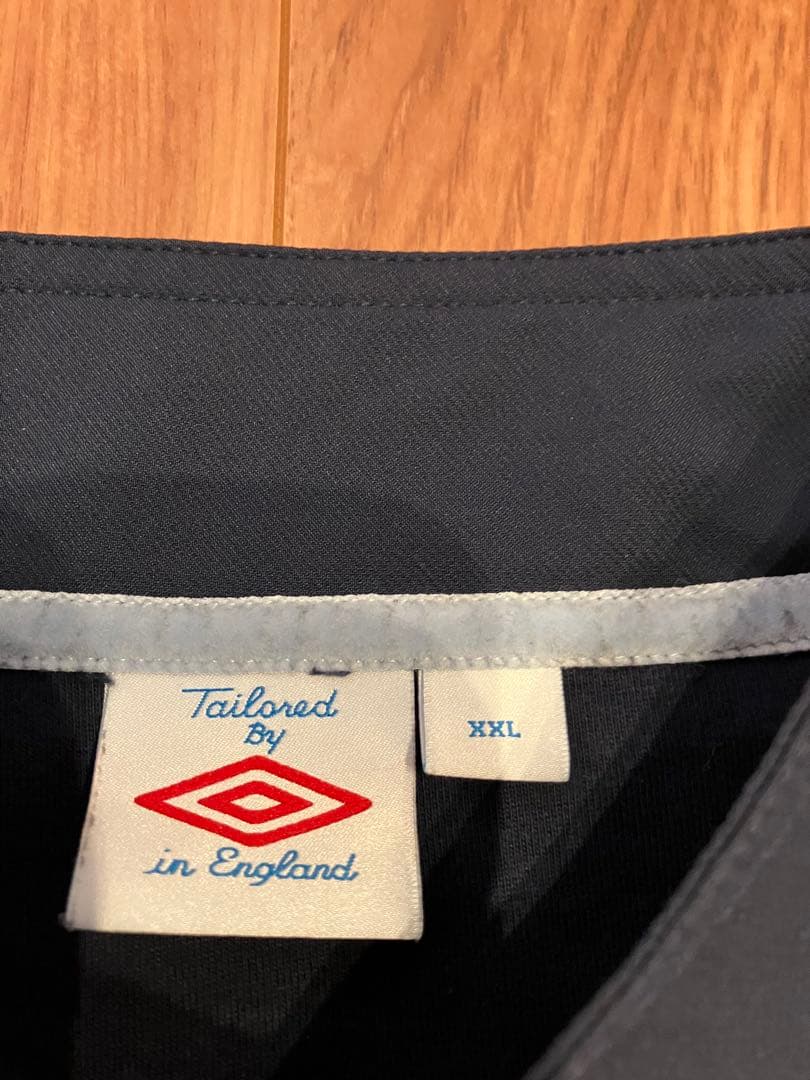 Tailored
By
in England
XXL